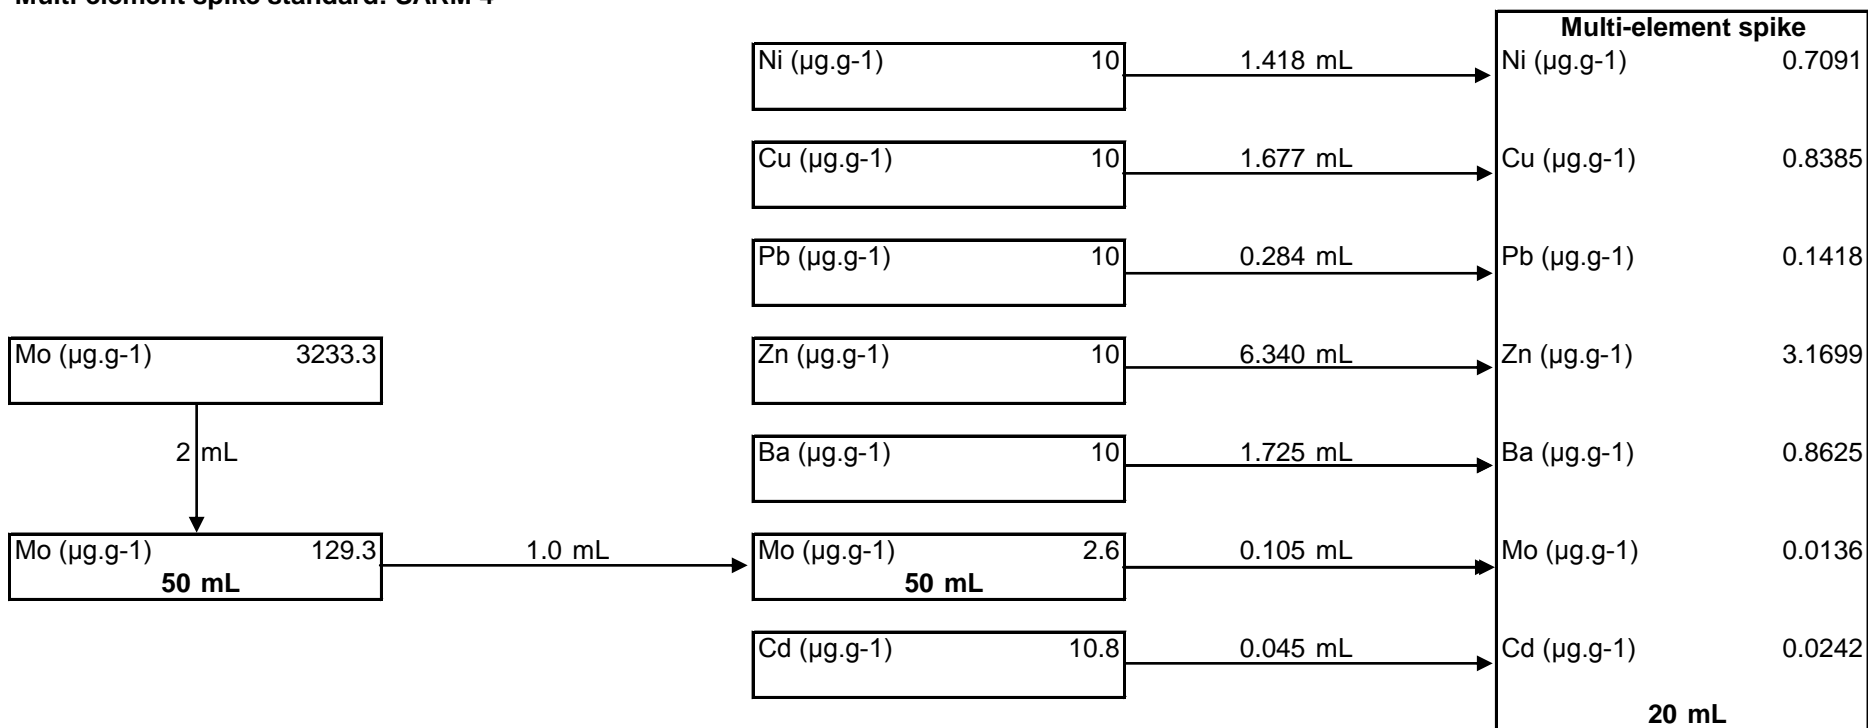 Multi-element spike standard: SARM 4
Multi-element spike
Ni (µg.g-1) 10 1.418 mL Ni (µg.g-1) 0.7091
Cu (µg.g-1) 10 1.677 mL Cu (µg.g-1) 0.8385
Pb (µg.g-1) 10 0.284 mL Pb (µg.g-1) 0.1418
Mo (µg.g-1) 3233.3 Zn (µg.g-1) 10 6.340 mL Zn (µg.g-1) 3.1699
2 mL Ba (µg.g-1) 10 1.725 mL Ba (µg.g-1) 0.8625
Mo (µg.g-1) 129.3 1.0 mL Mo (µg.g-1) 2.6 0.105 mL Mo (µg.g-1) 0.0136
50 mL 50 mL
Cd (µg.g-1) 10.8 0.045 mL Cd (µg.g-1) 0.0242
20 mL